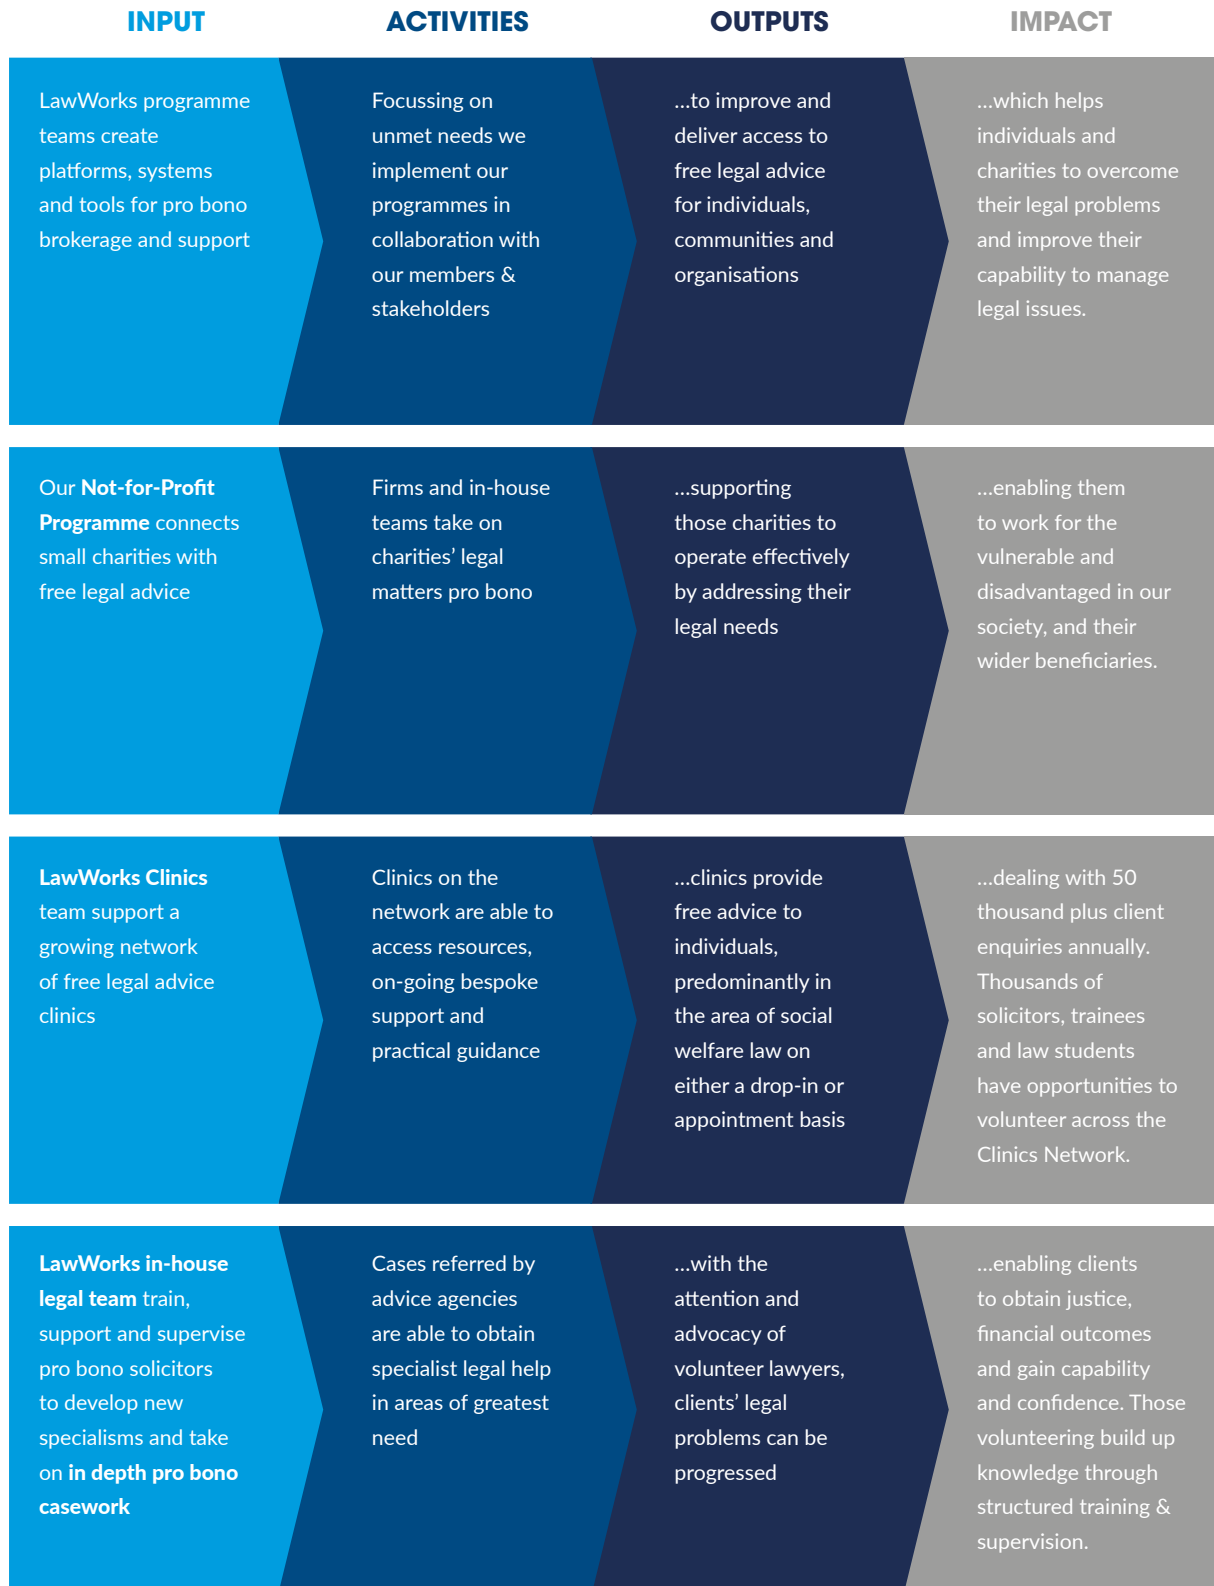 INPUT
ACTIVITIES
OUTPUTS
IMPACT
LawWorks programme
teams create
platforms, systems
and tools for pro bono
brokerage and support
Focussing on
unmet needs we
implement our
programmes in
collaboration with
our members &
stakeholders
...to improve and
deliver access to
free legal advice
for individuals,
communities and
organisations
...which helps
individuals and
charities to overcome
their legal problems
and improve their
capability to manage
legal issues.
Our Not-for-Profit
Programme connects
small charities with
free legal advice
Firms and in-house
teams take on
charities' legal
matters pro bono
...supporting
those charities to
operate effectively
by addressing their
legal needs
...enabling them
to work for the
vulnerable and
disadvantaged in our
society, and their
wider beneficiaries.
LawWorks Clinics
team support a
growing network
of free legal advice
clinics
Clinics on the
network are able to
access resources,
on-going bespoke
support and
practical guidance
...clinics provide
free advice to
individuals,
predominantly in
the area of social
welfare law on
either a drop-in or
appointment basis
...dealing with 50
thousand plus client
enquiries annually.
Thousands of
solicitors, trainees
and law students
have opportunities to
volunteer across the
Clinics Network.
LawWorks in-house
legal team train,
support and supervise
pro bono solicitors
to develop new
specialisms and take
on in depth pro bono
casework
Cases referred by
advice agencies
are able to obtain
specialist legal help
in areas of greatest
need
...with the
attention and
advocacy of
volunteer lawyers,
clients' legal
problems can be
progressed
...enabling clients
to obtain justice,
financial outcomes
and gain capability
and confidence. Those
volunteering build up
knowledge through
structured training &
supervision.